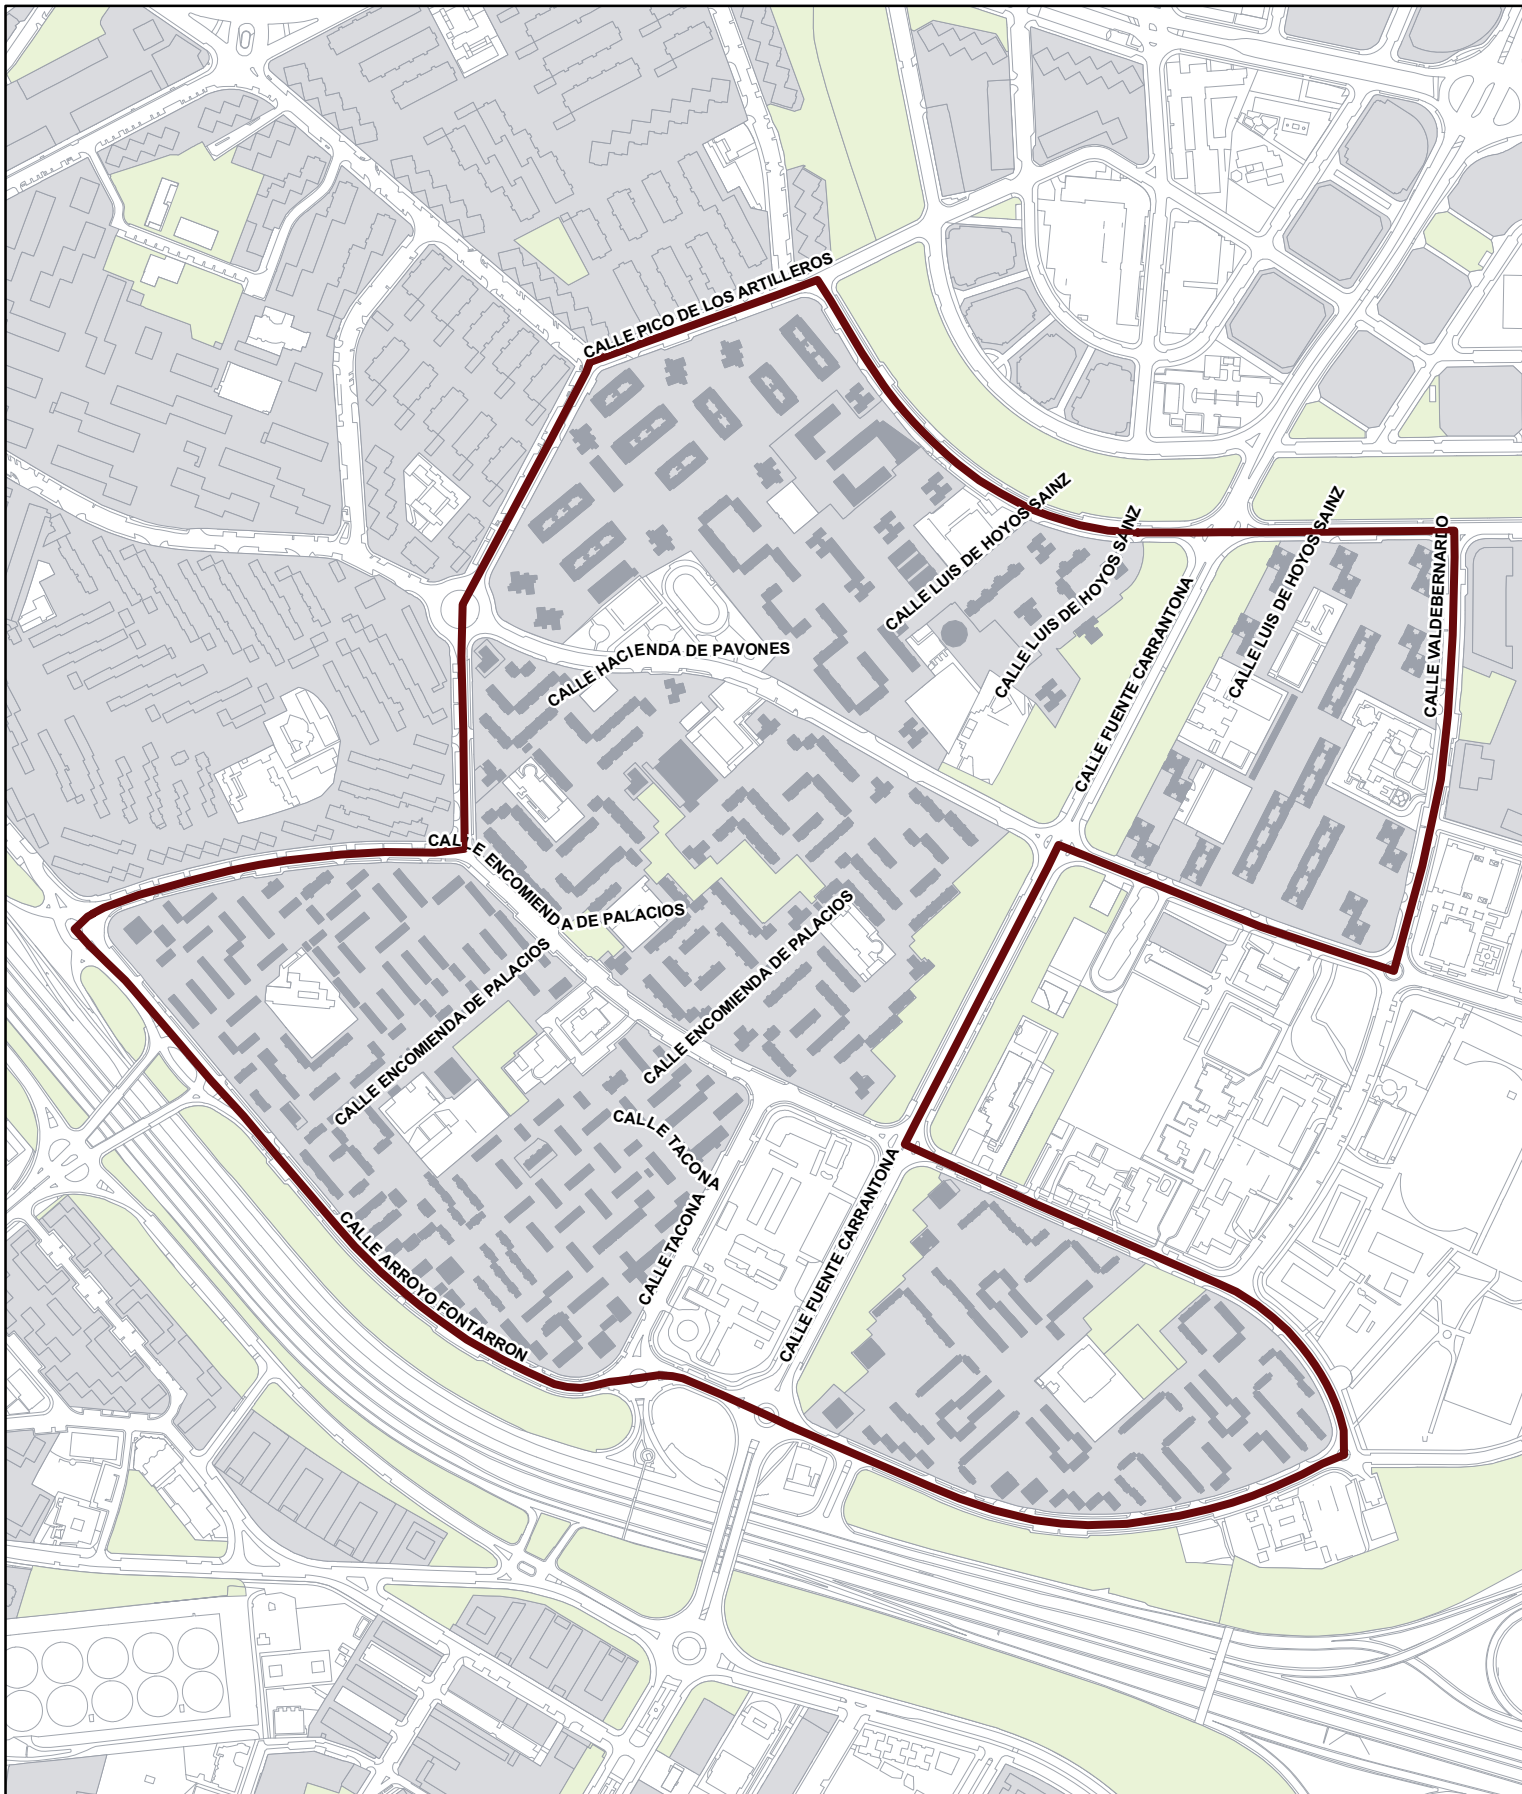 CALLE PICO DE LOS ARTILLEROS
CALLE LUIS DE HOYOS SAINZ
CALLE LUIS DE HOYOS SAINZ
CALLE LUIS DE HOYOS SAINZ
CALLE VALDEBERNARDO
CALLE FUENTE CARRANTONA
CALLE HACIENDA DE PAVONES
CALLE ENCOMIENDA DE PALACIOS
CALLE ENCOMIENDA DE PALACIOS
CALLE ENCOMIENDA DE PALACIOS
CALLE TACONA
CALLE TACONA
CALLE FUENTE CARRANTONA
CALLE ARROYO FONTARRON